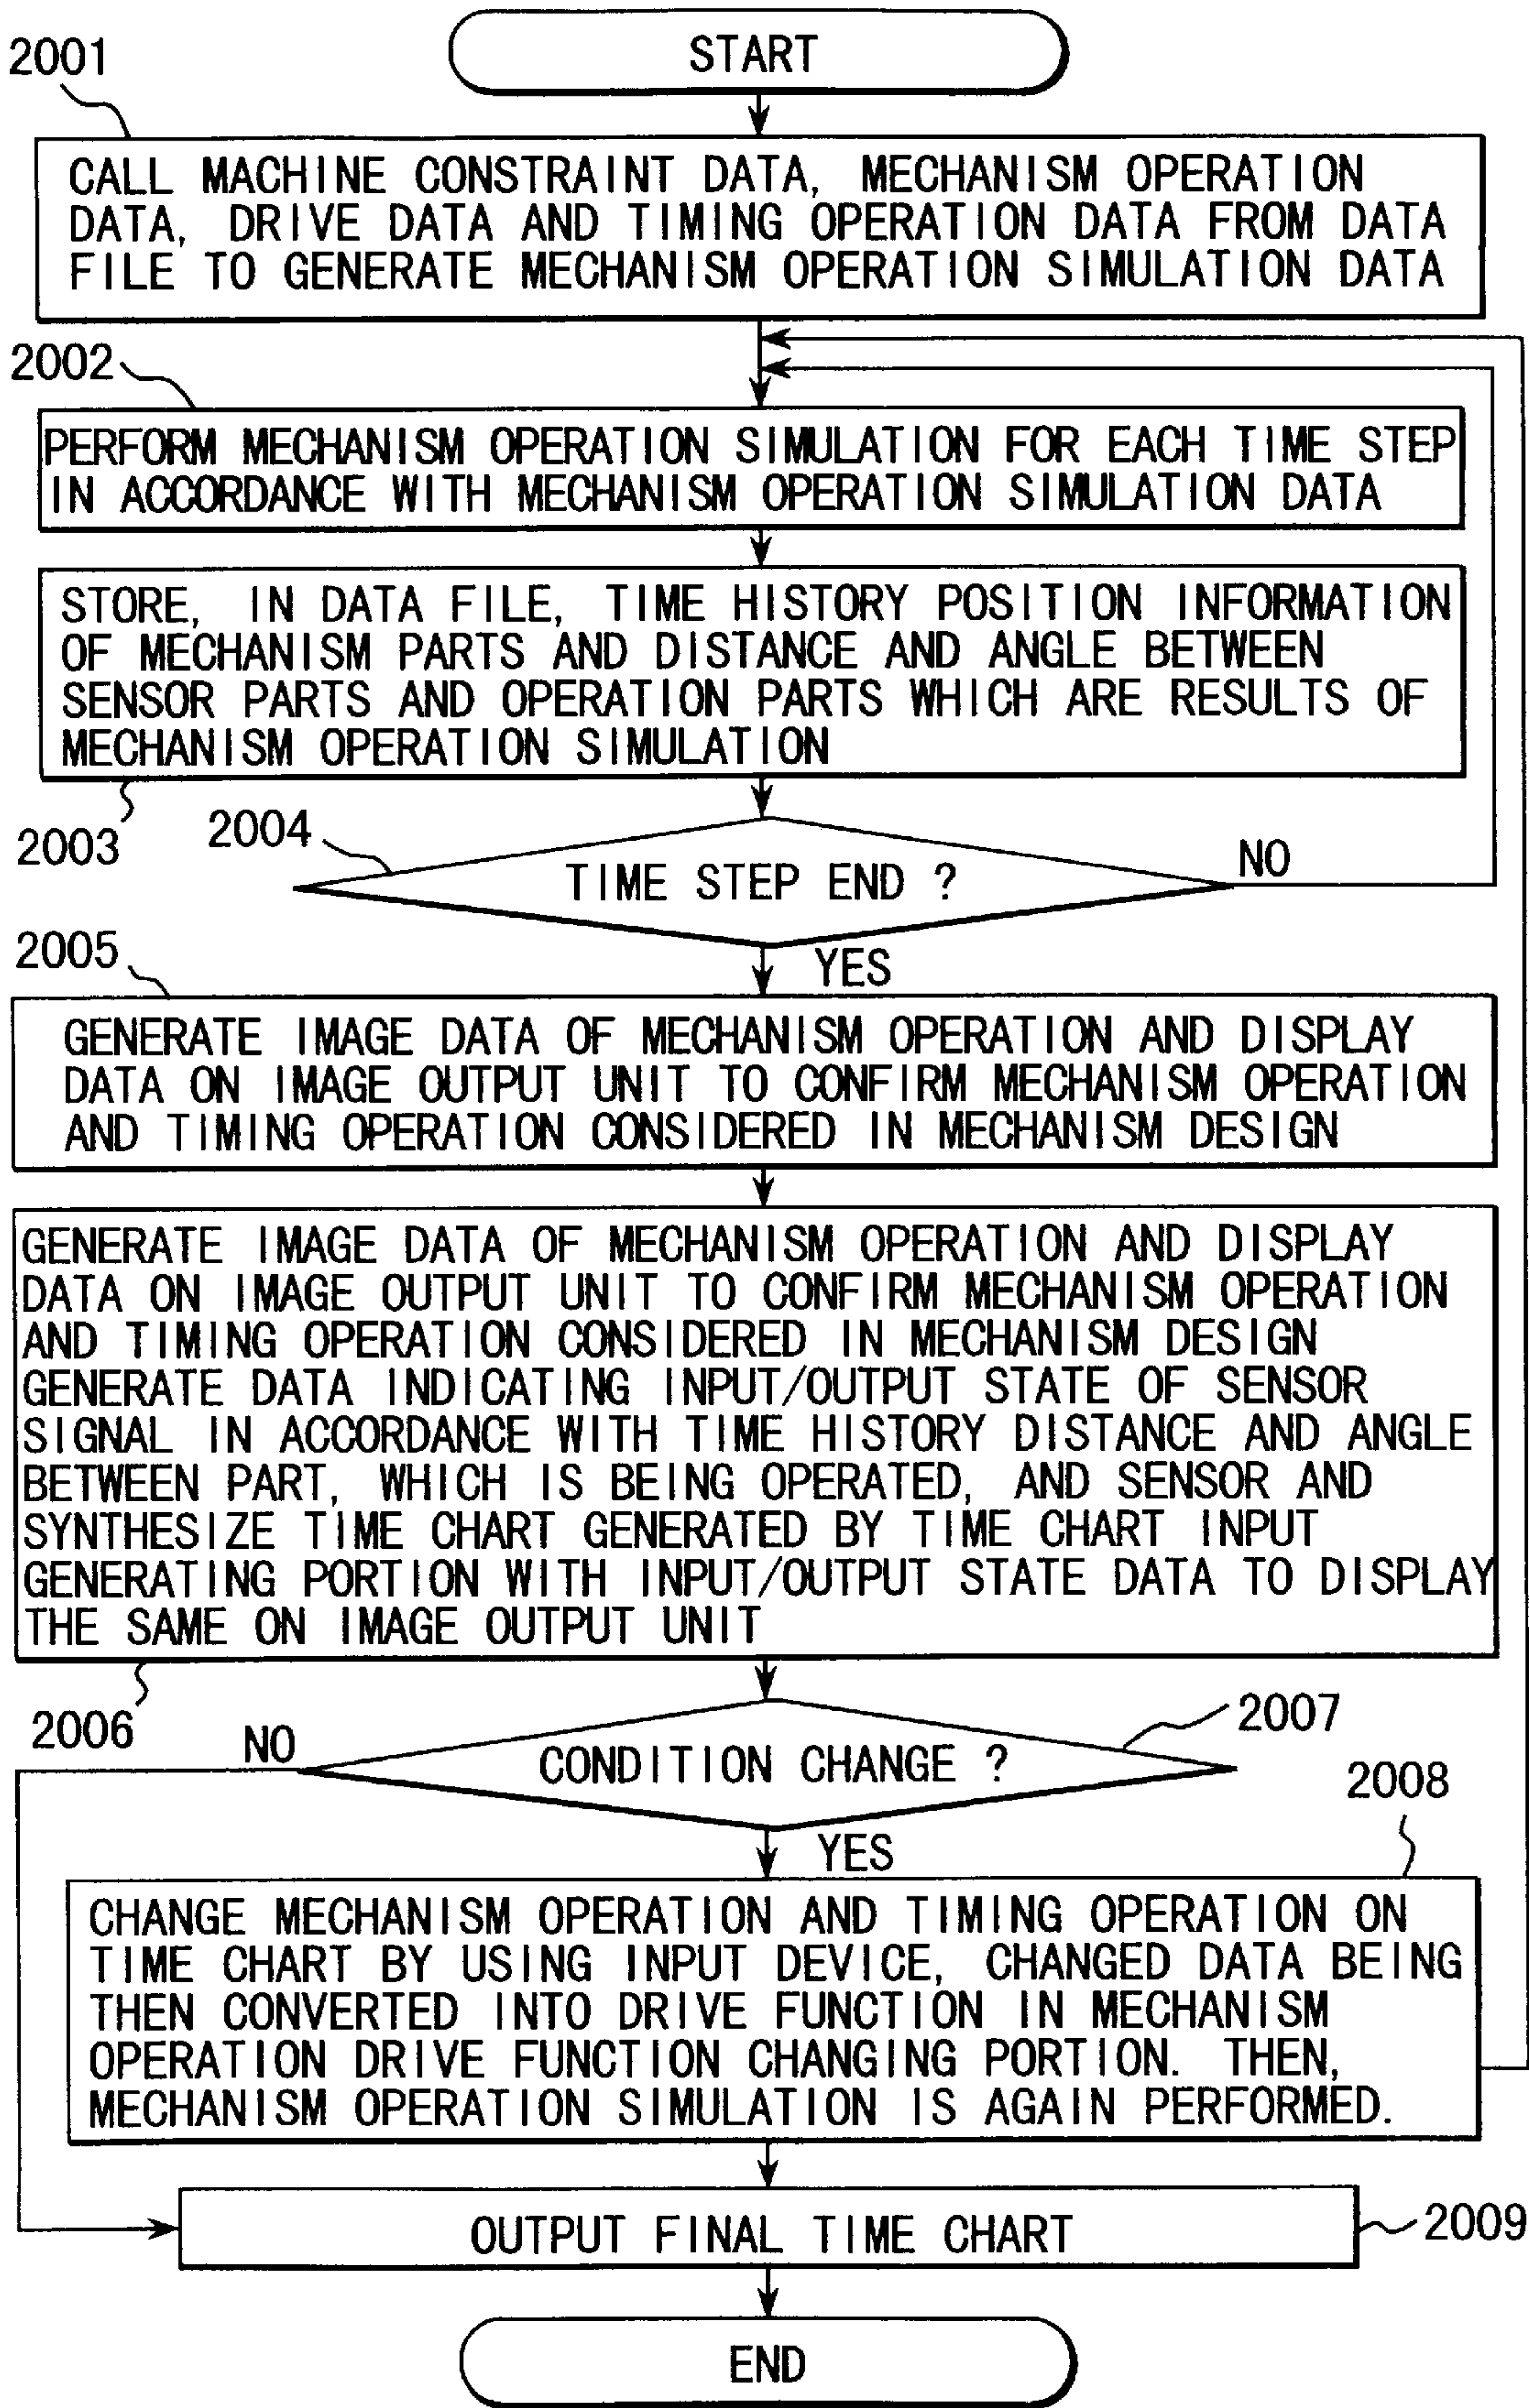 START
2001
CALL MACHINE CONSTRAINT DATA, MECHANISM OPERATION
DATA, DRIVE DATA AND TIMING OPERATION DATA FROM DATA
FILE TO GENERATE MECHANISM OPERATION SIMULATION DATA
2002
PERFORM MECHANISM OPERATION SIMULATION FOR EACH TIME STEP
IN ACCORDANCE WITH MECHANISM OPERATION SIMULATION DATA
STORE, IN DATA FILE, TIME HISTORY POSITION INFORMATION
OF MECHANISM PARTS AND DISTANCE AND ANGLE BETWEEN
SENSOR PARTS AND OPERATION PARTS WHICH ARE RESULTS OF
MECHANISM OPERATION SIMULATION
2003
2004
TIME STEP END ?
NO
YES
2005
GENERATE IMAGE DATA OF MECHANISM OPERATION AND DISPLAY
DATA ON IMAGE OUTPUT UNIT TO CONFIRM MECHANISM OPERATION
AND TIMING OPERATION CONSIDERED IN MECHANISM DESIGN
GENERATE IMAGE DATA OF MECHANISM OPERATION AND DISPLAY
DATA ON IMAGE OUTPUT UNIT TO CONFIRM MECHANISM OPERATION
AND TIMING OPERATION CONSIDERED IN MECHANISM DESIGN
GENERATE DATA INDICATING INPUT/OUTPUT STATE OF SENSOR
SIGNAL IN ACCORDANCE WITH TIME HISTORY DISTANCE AND ANGLE
BETWEEN PART, WHICH IS BEING OPERATED, AND SENSOR AND
SYNTHESIZE TIME CHART GENERATED BY TIME CHART INPUT
GENERATING PORTION WITH INPUT/OUTPUT STATE DATA TO DISPLAY
THE SAME ON IMAGE OUTPUT UNIT
2006
NO
CONDITION CHANGE ?
2007
YES
2008
CHANGE MECHANISM OPERATION AND TIMING OPERATION ON
TIME CHART BY USING INPUT DEVICE, CHANGED DATA BEING
THEN CONVERTED INTO DRIVE FUNCTION IN MECHANISM
OPERATION DRIVE FUNCTION CHANGING PORTION. THEN,
MECHANISM OPERATION SIMULATION IS AGAIN PERFORMED.
OUTPUT FINAL TIME CHART
2009
END